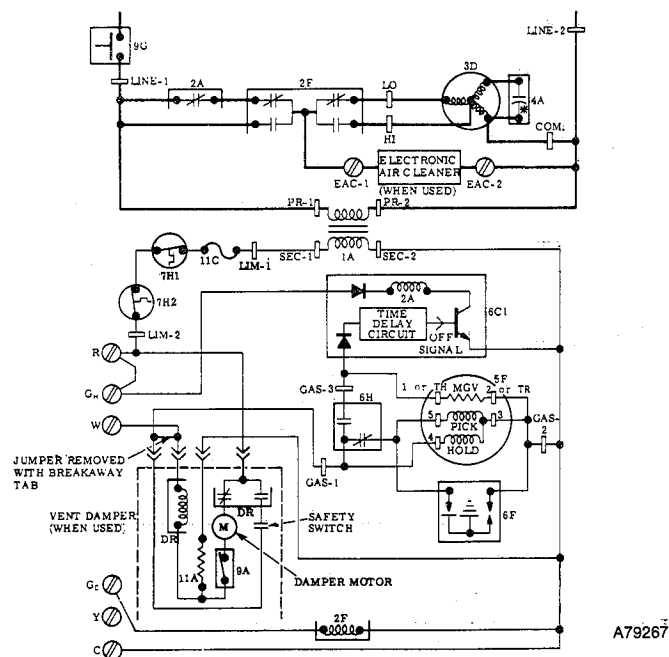 9G
LINE-2
LINE-1
2A
2F
LO
3D
4A
HI
COM.
ELECTRONIC
AIR CLEANER
(WHEN USED)
EAC-1
EAC-2
PR-1
PR-2
1A
SEC-1
SEC-2
7H1
11C
LIM-1
7H2
LIM-2
2A
6C1
TIME
DELAY
CIRCUIT
OFF
SIGNAL
R
GH
W
GAS-3
1 or TH
MGV
2 or TR
5F
6H
5
PICK
3
4
HOLD
GAS-
2
GAS-1
6F
JUMPER REMOVED
WITH BREAKAWAY
TAB
VENT DAMPER
(WHEN USED)
DR
DR
SAFETY
SWITCH
M
11A
9A
DAMPER MOTOR
GC
Y
C
2F
A79267